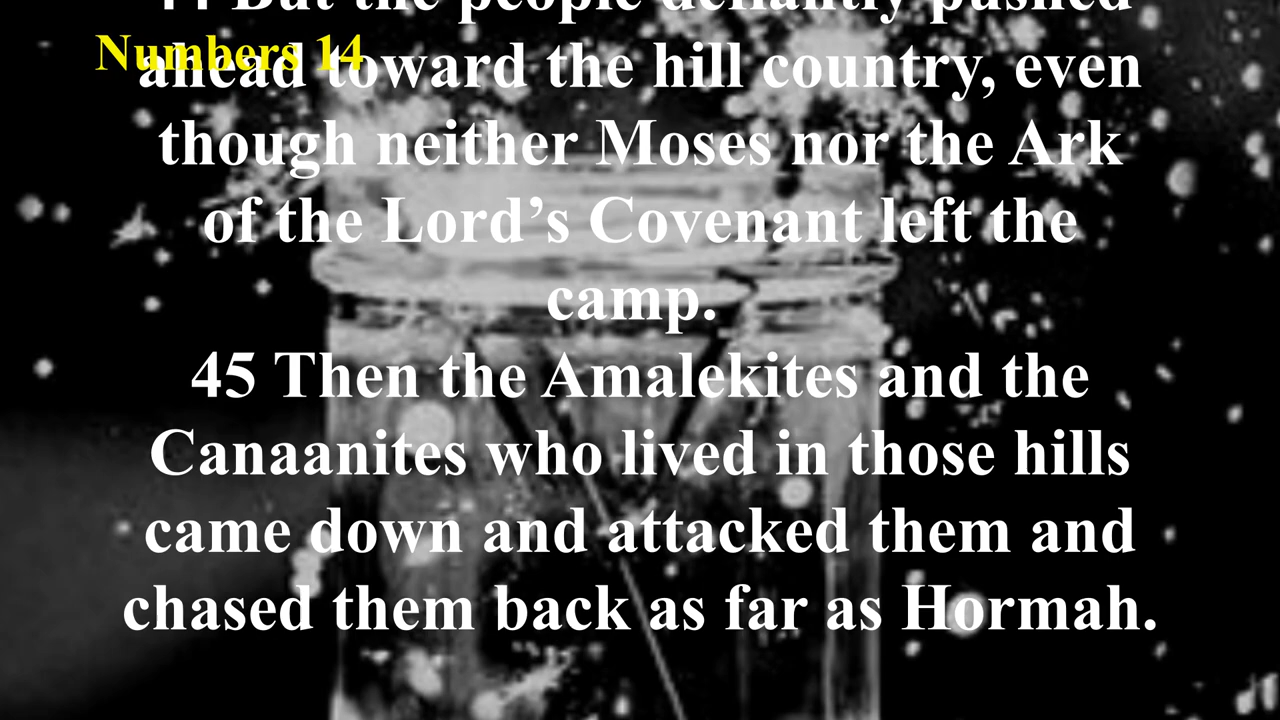 44 But the people defiantly pushed
Numbers 14
ahead toward the hill country, even
though neither Moses nor the Ark
of the Lord’s Covenant left the
camp.
45 Then the Amalekites and the
Canaanites who lived in those hills
came down and attacked them and
chased them back as far as Hormah.